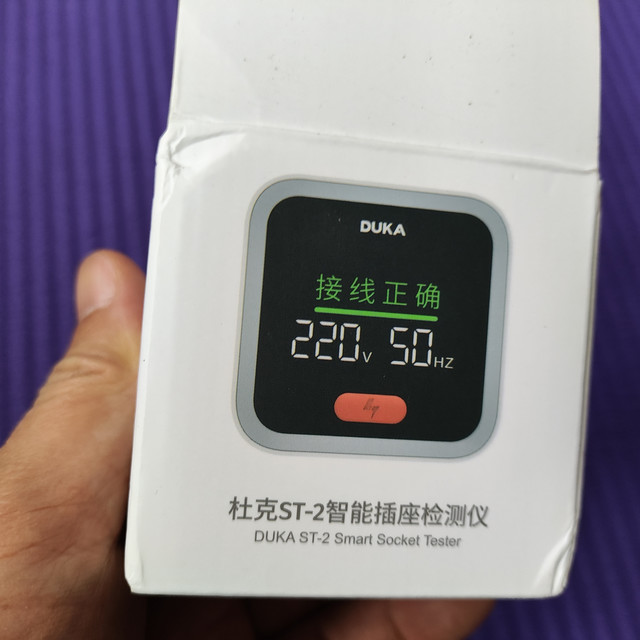 DUKA
接线正确
220V 50HZ
杜克ST-2智能插座检测仪
DUKA ST-2 Smart Socket Tester